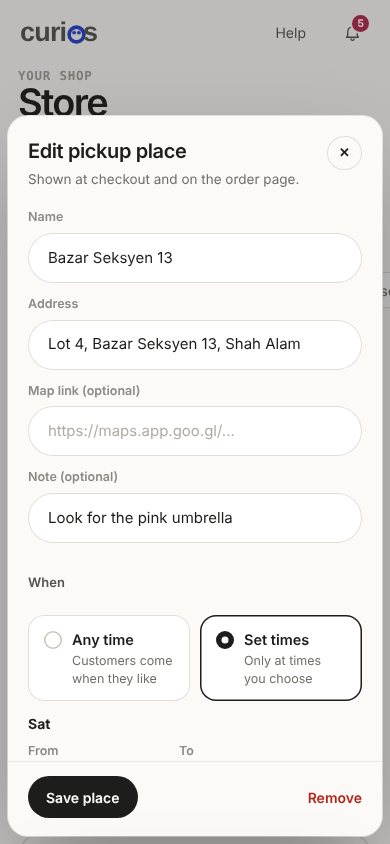 curios
Help
5
YOUR SHOP
Store
Edit pickup place
Shown at checkout and on the order page.
Name
Bazar Seksyen 13
Address
Lot 4, Bazar Seksyen 13, Shah Alam
Map link (optional)
https://maps.app.goo.gl/...
Note (optional)
Look for the pink umbrella
When
Any time
Customers come
when they like
Set times
Only at times
you choose
Sat
From To
Save place
Remove